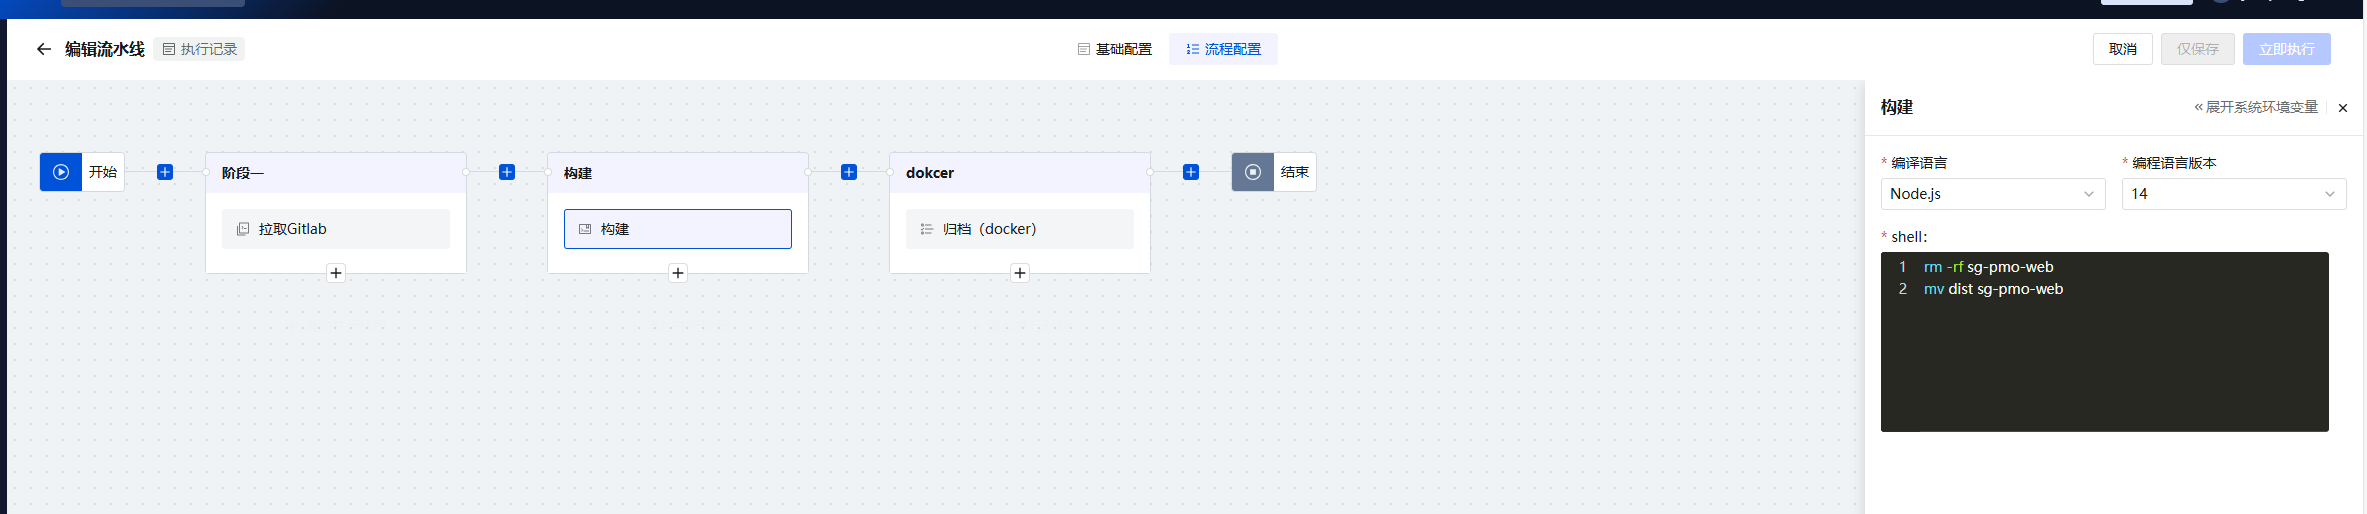 编辑流水线 执行记录 基础配置 流程配置 取消 仅保存 立即执行
构建 «展开系统环境变量 ×
开始 阶段一 构建 dokcer 结束
拉取Gitlab 构建 归档（docker）
* 编译语言 * 编程语言版本
Node.js 14
* shell：
1 rm -rf sg-pmo-web
2 mv dist sg-pmo-web